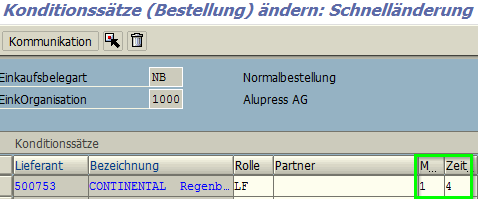 Konditionssätze (Bestellung) ändern: Schnelländerung
Kommunikation
Einkaufsbelegart NB Normalbestellung
EinkOrganisation 1000 Alupress AG
Konditionssätze
Lieferant Bezeichnung Rolle Partner M… Zeit
500753 CONTINENTAL Regenb… LF 1 4